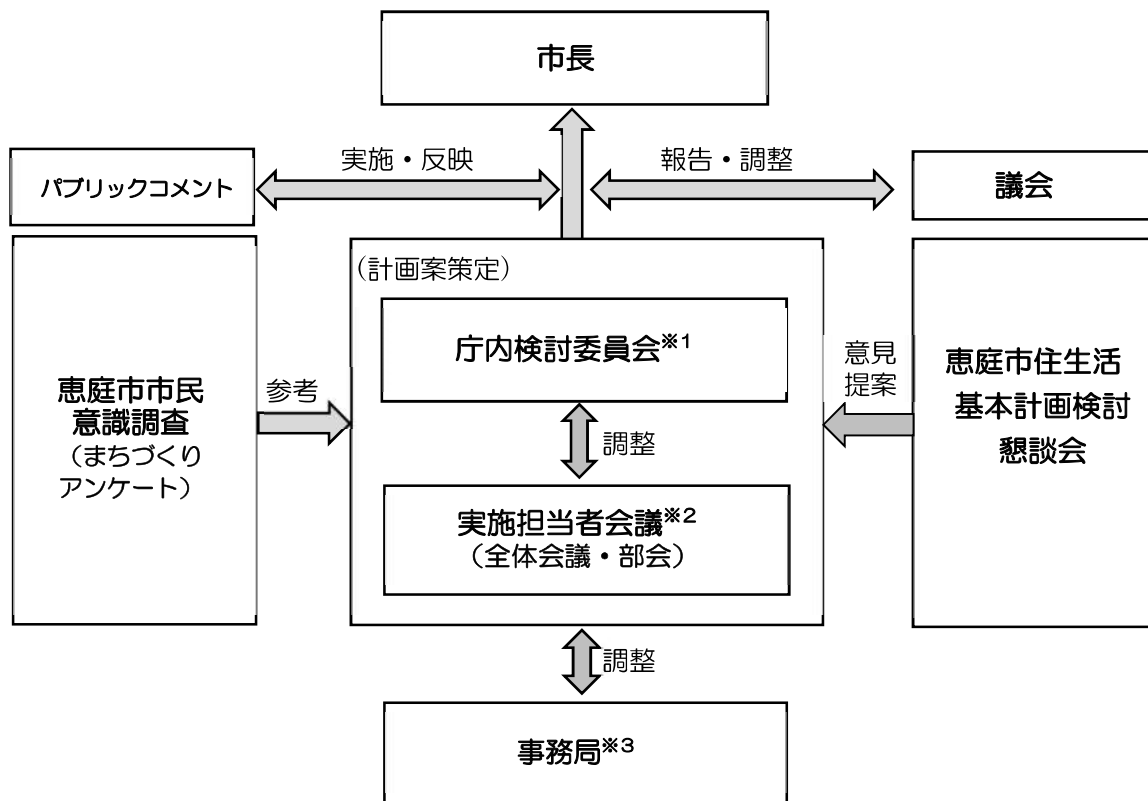 市長
実施・反映
報告・調整
パブリックコメント
議会
(計画案策定)
庁内検討委員会※1
恵庭市市民
意識調査
(まちづくり
アンケート)
参考
調整
意見
提案
恵庭市住生活
基本計画検討
懇談会
実施担当者会議※2
(全体会議・部会)
調整
事務局※3